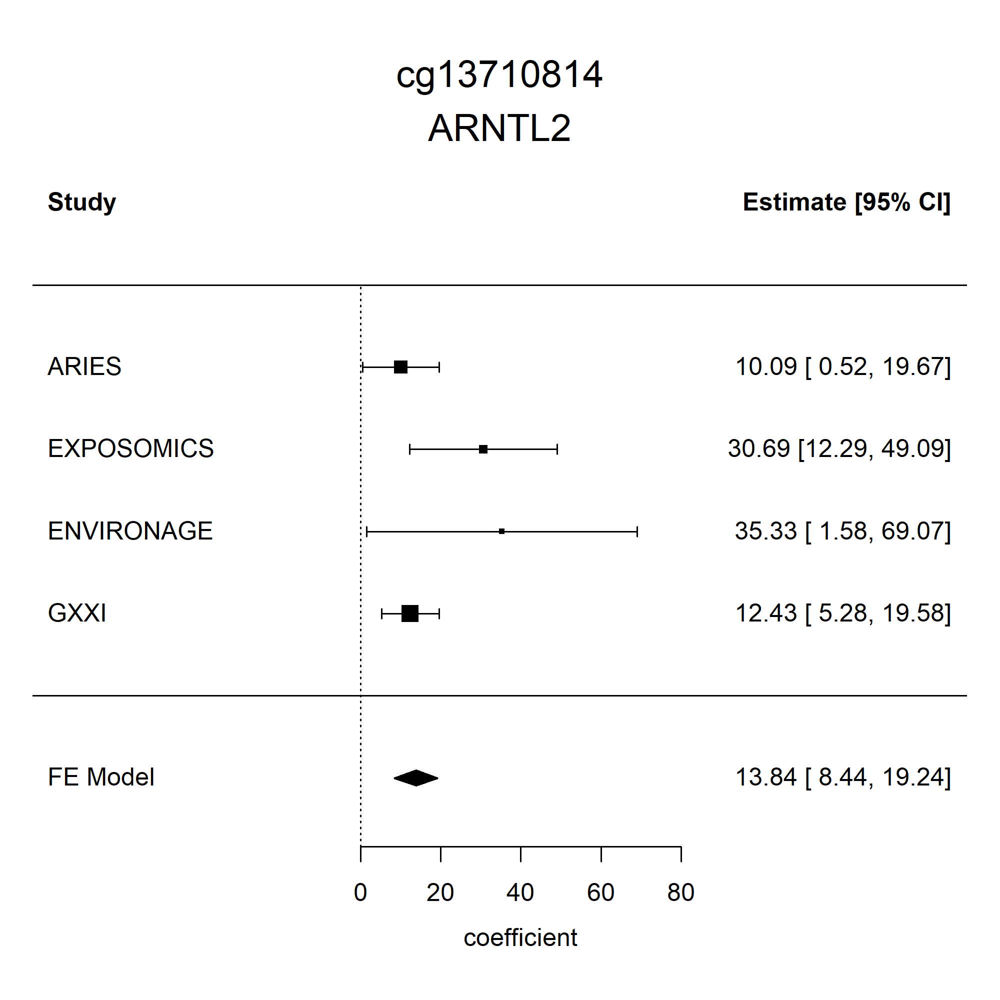 cg13710814
ARNTL2
Study Estimate [95% CI]
ARIES 10.09 [ 0.52, 19.67]
EXPOSOMICS 30.69 [12.29, 49.09]
ENVIRONAGE 35.33 [ 1.58, 69.07]
GXXI 12.43 [ 5.28, 19.58]
FE Model 13.84 [ 8.44, 19.24]
0 20 40 60 80
coefficient